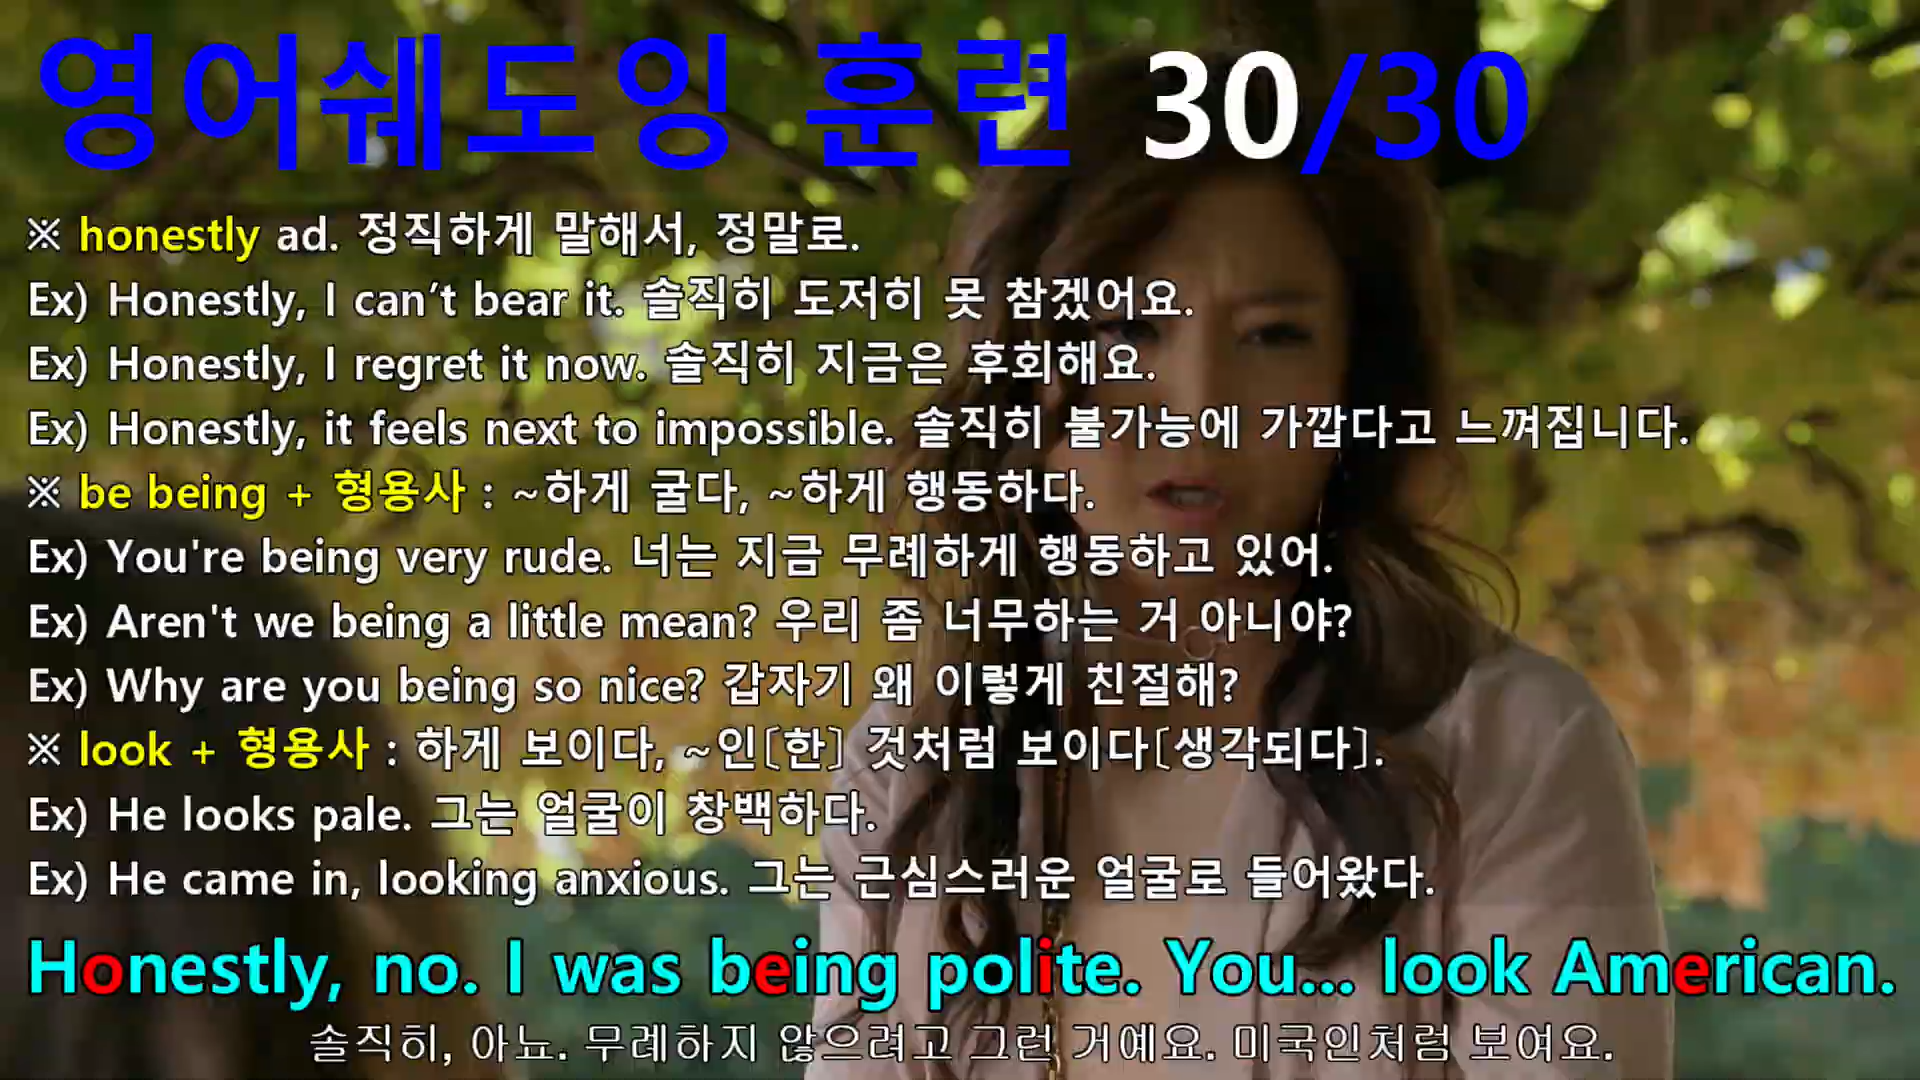 영어쉐도잉 훈련 30/30
※ honestly ad. 정직하게 말해서, 정말로.
Ex) Honestly, I can’t bear it. 솔직히 도저히 못 참겠어요.
Ex) Honestly, I regret it now. 솔직히 지금은 후회해요.
Ex) Honestly, it feels next to impossible. 솔직히 불가능에 가깝다고 느껴집니다.
※ be being + 형용사 : ~하게 굴다, ~하게 행동하다.
Ex) You're being very rude. 너는 지금 무례하게 행동하고 있어.
Ex) Aren't we being a little mean? 우리 좀 너무하는 거 아니야?
Ex) Why are you being so nice? 갑자기 왜 이렇게 친절해?
※ look + 형용사 : 하게 보이다, ~인[한] 것처럼 보이다[생각되다].
Ex) He looks pale. 그는 얼굴이 창백하다.
Ex) He came in, looking anxious. 그는 근심스러운 얼굴로 들어왔다.
Honestly, no. I was being polite. You... look American.
솔직히, 아뇨. 무례하지 않으려고 그런 거예요. 미국인처럼 보여요.